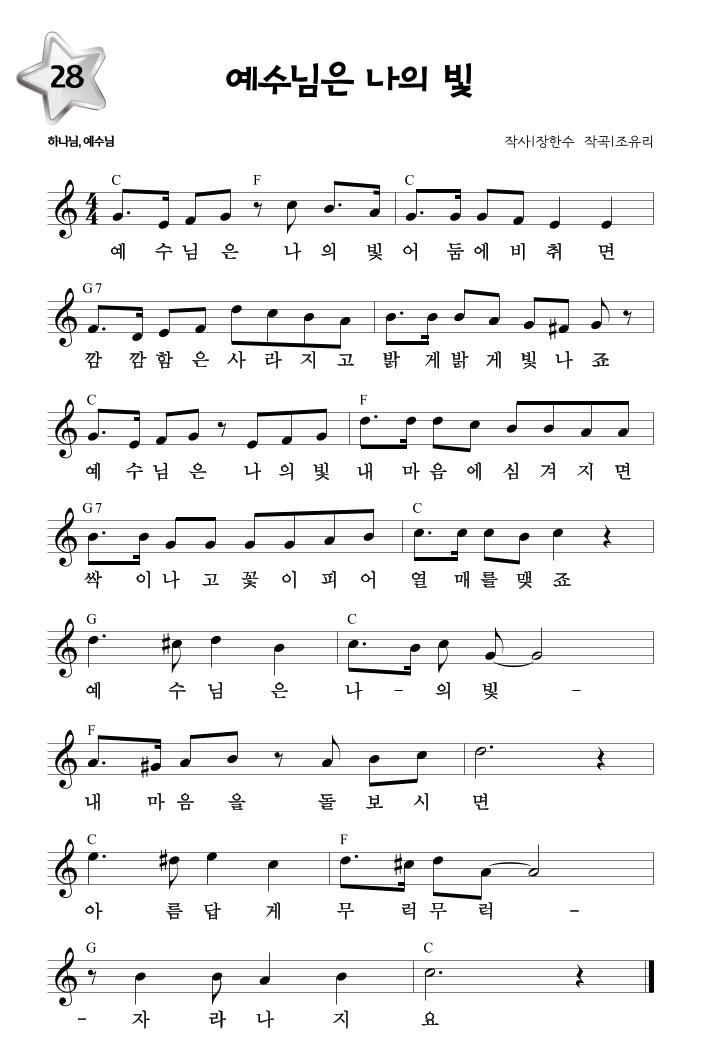 28
예수님은 나의 빛
하나님, 예수님
작사|장한수 작곡|조유리
C F C
예 수 님 은 나 의 빛 어 둠 에 비 취 면
G7
깜 깜 함 은 사 라 지 고 밝 게 밝 게 빛 나 죠
C F
예 수 님 은 나 의 빛 내 마 음 에 심 겨 지 면
G7 C
싹 이 나 고 꽃 이 피 어 열 매 를 맺 죠
G C
예 수 님 은 나 - 의 빛 -
F
내 마 음 을 돌 보 시 면
C F
아 름 답 게 무 럭 무 럭 -
G C
- 자 라 나 지 요